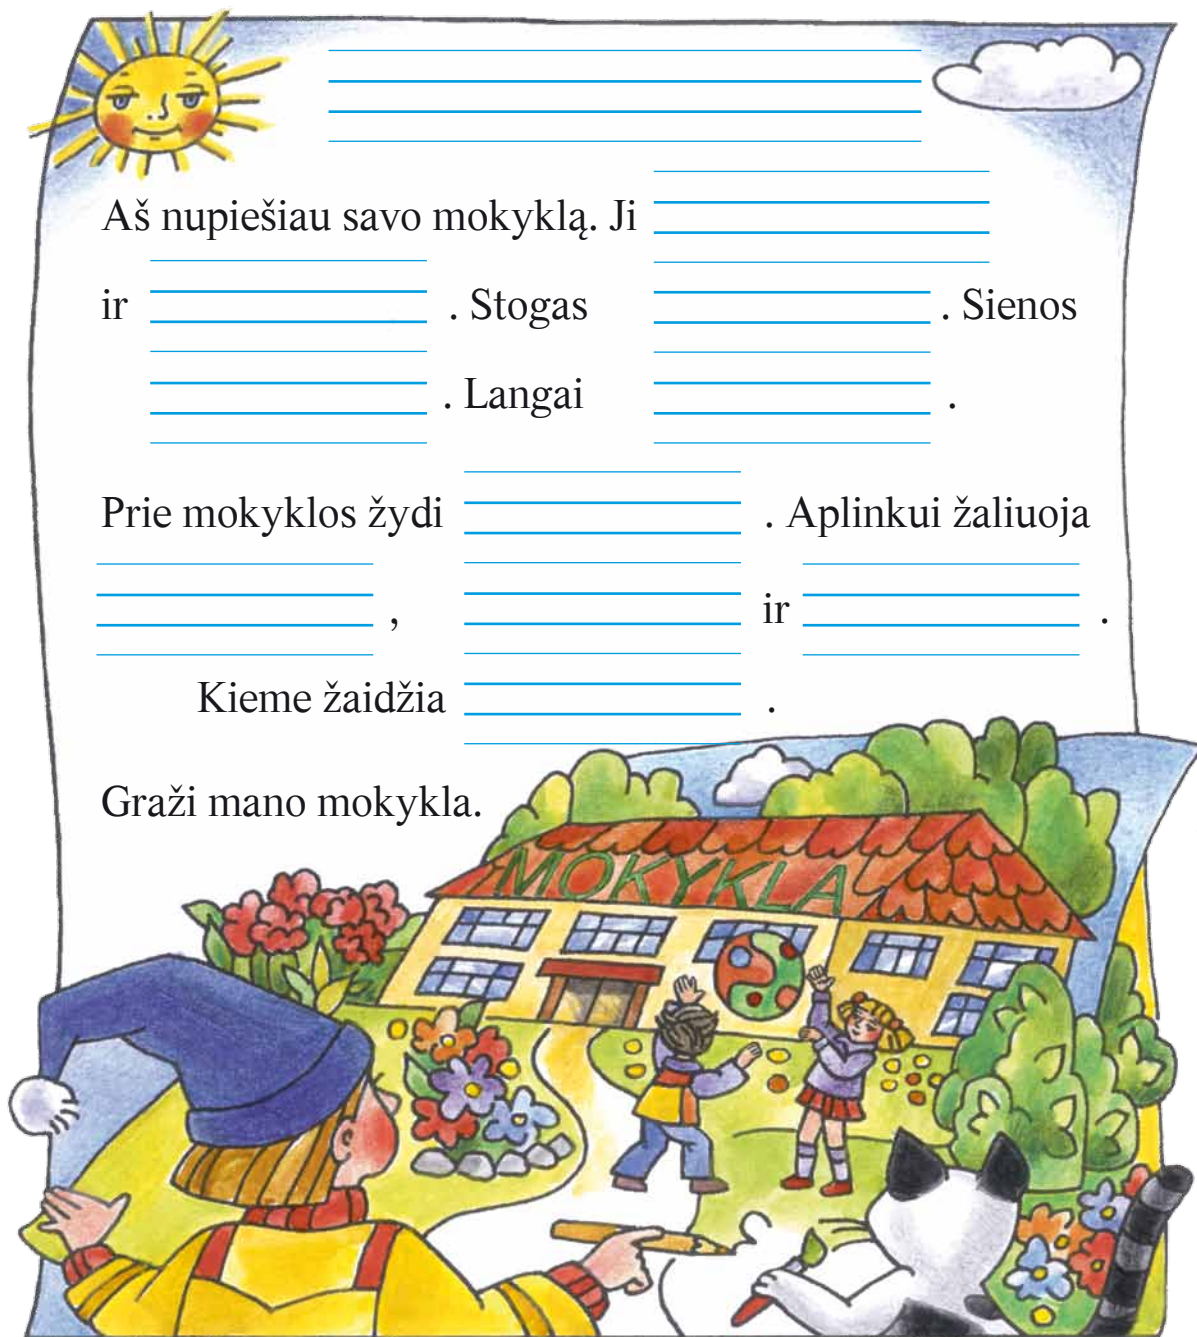 Aš nupiešiau savo mokyklą. Ji
ir . Stogas . Sienos
. Langai .
Prie mokyklos žydi . Aplinkui žaliuoja
, ir .
Kieme žaidžia .
Graži mano mokykla.
MOKYKLA